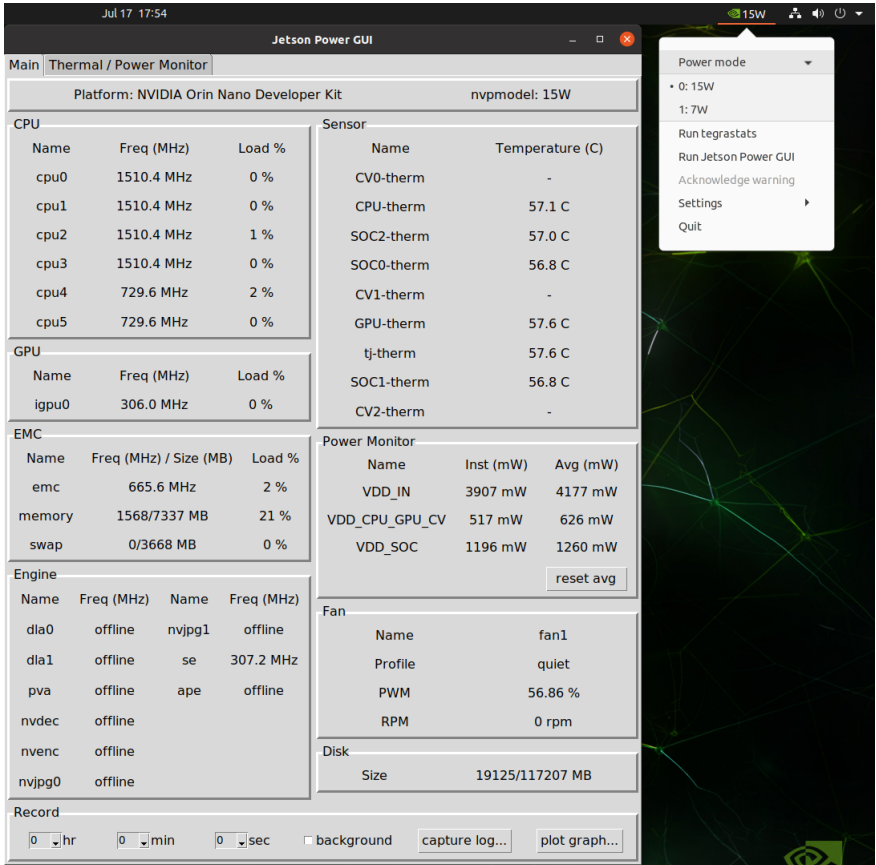 Jul 17 17:54
15W
Jetson Power GUI
Main Thermal / Power Monitor
Platform: NVIDIA Orin Nano Developer Kit nvpmodel: 15W
CPU
Name Freq (MHz) Load %
cpu0 1510.4 MHz 0 %
cpu1 1510.4 MHz 0 %
cpu2 1510.4 MHz 1 %
cpu3 1510.4 MHz 0 %
cpu4 729.6 MHz 2 %
cpu5 729.6 MHz 0 %
GPU
Name Freq (MHz) Load %
igpu0 306.0 MHz 0 %
EMC
Name Freq (MHz) / Size (MB) Load %
emc 665.6 MHz 2 %
memory 1568/7337 MB 21 %
swap 0/3668 MB 0 %
Engine
Name Freq (MHz) Name Freq (MHz)
dla0 offline nvjpg1 offline
dla1 offline se 307.2 MHz
pva offline ape offline
nvdec offline
nvenc offline
nvjpg0 offline
Sensor
Name Temperature (C)
CV0-therm -
CPU-therm 57.1 C
SOC2-therm 57.0 C
SOC0-therm 56.8 C
CV1-therm -
GPU-therm 57.6 C
tj-therm 57.6 C
SOC1-therm 56.8 C
CV2-therm -
Power Monitor
Name Inst (mW) Avg (mW)
VDD_IN 3907 mW 4177 mW
VDD_CPU_GPU_CV 517 mW 626 mW
VDD_SOC 1196 mW 1260 mW
reset avg
Fan
Name fan1
Profile quiet
PWM 56.86 %
RPM 0 rpm
Disk
Size 19125/117207 MB
Record
0 hr 0 min 0 sec background capture log... plot graph...
Power mode
• 0: 15W
1: 7W
Run tegrastats
Run Jetson Power GUI
Acknowledge warning
Settings
Quit